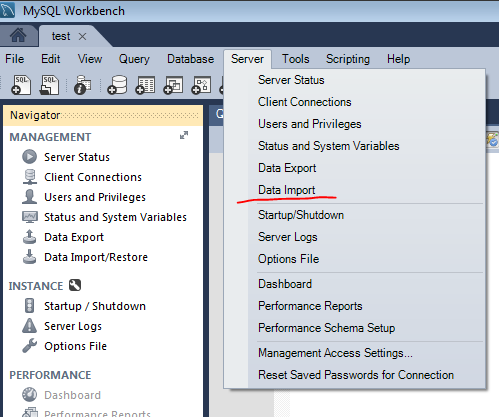 MySQL Workbench
test
File Edit View Query Database Server Tools Scripting Help
SQL SQL
Navigator
MANAGEMENT
Server Status
Client Connections
Users and Privileges
Status and System Variables
Data Export
Data Import/Restore
INSTANCE
Startup / Shutdown
Server Logs
Options File
PERFORMANCE
Dashboard
Performance Reports
Q
Server Status
Client Connections
Users and Privileges
Status and System Variables
Data Export
Data Import
Startup/Shutdown
Server Logs
Options File
Dashboard
Performance Reports
Performance Schema Setup
Management Access Settings...
Reset Saved Passwords for Connection